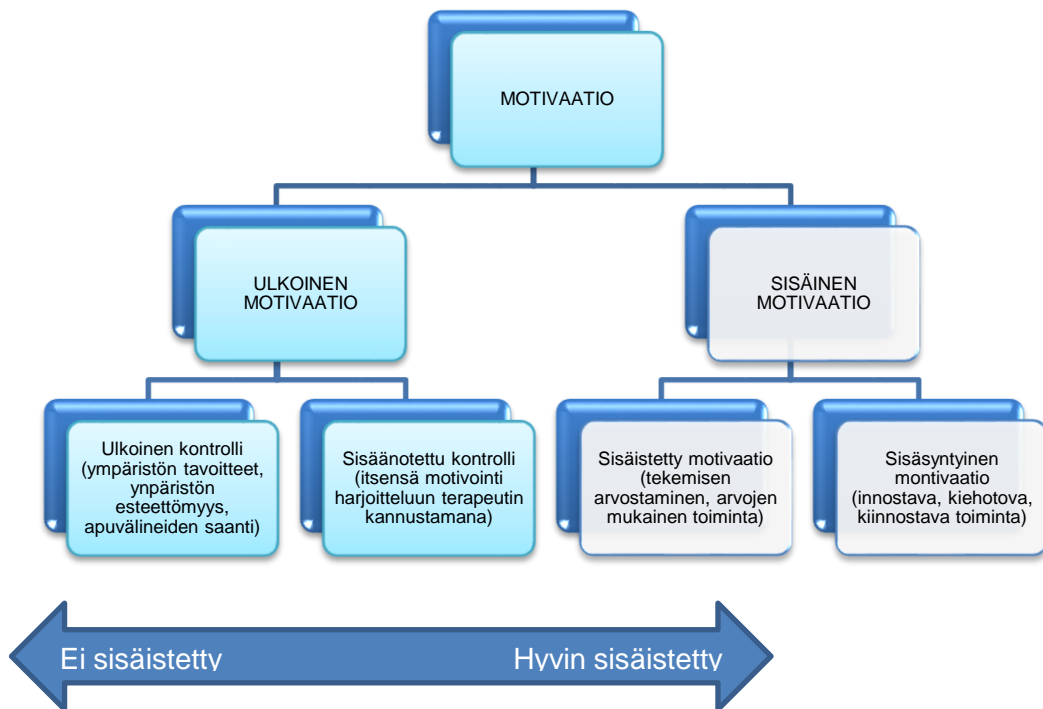 MOTIVAATIO
ULKOINEN
MOTIVAATIO
SISÄINEN
MOTIVAATIO
Ulkoinen kontrolli
(ympäristön tavoitteet,
ynpäristön
esteettömyys,
apuvälineiden saanti)
Sisäänotettu kontrolli
(itsensä motivointi
harjoitteluun terapeutin
kannustamana)
Sisäistetty motivaatio
(tekemisen
arvostaminen, arvojen
mukainen toiminta)
Sisäsyntyinen
montivaatio
(innostava, kiehotova,
kiinnostava toiminta)
Ei sisäistetty
Hyvin sisäistetty